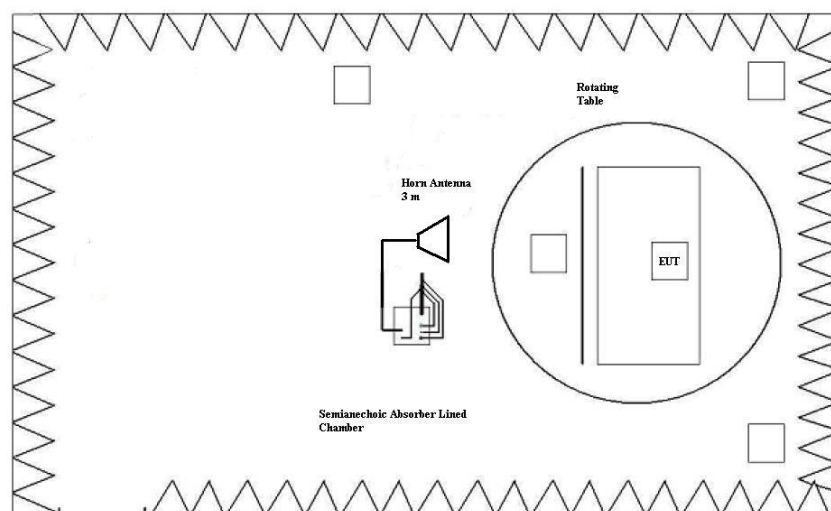 Rotating
Table
Horn Antenna
3 m
EUT
Semianechoic Absorber Lined
Chamber